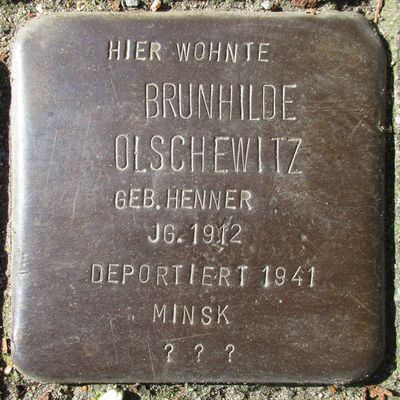 HIER WOHNTE
BRUNHILDE
OLSCHEWITZ
GEB. HENNER
JG. 1912
DEPORTIERT 1941
MINSK
? ? ?